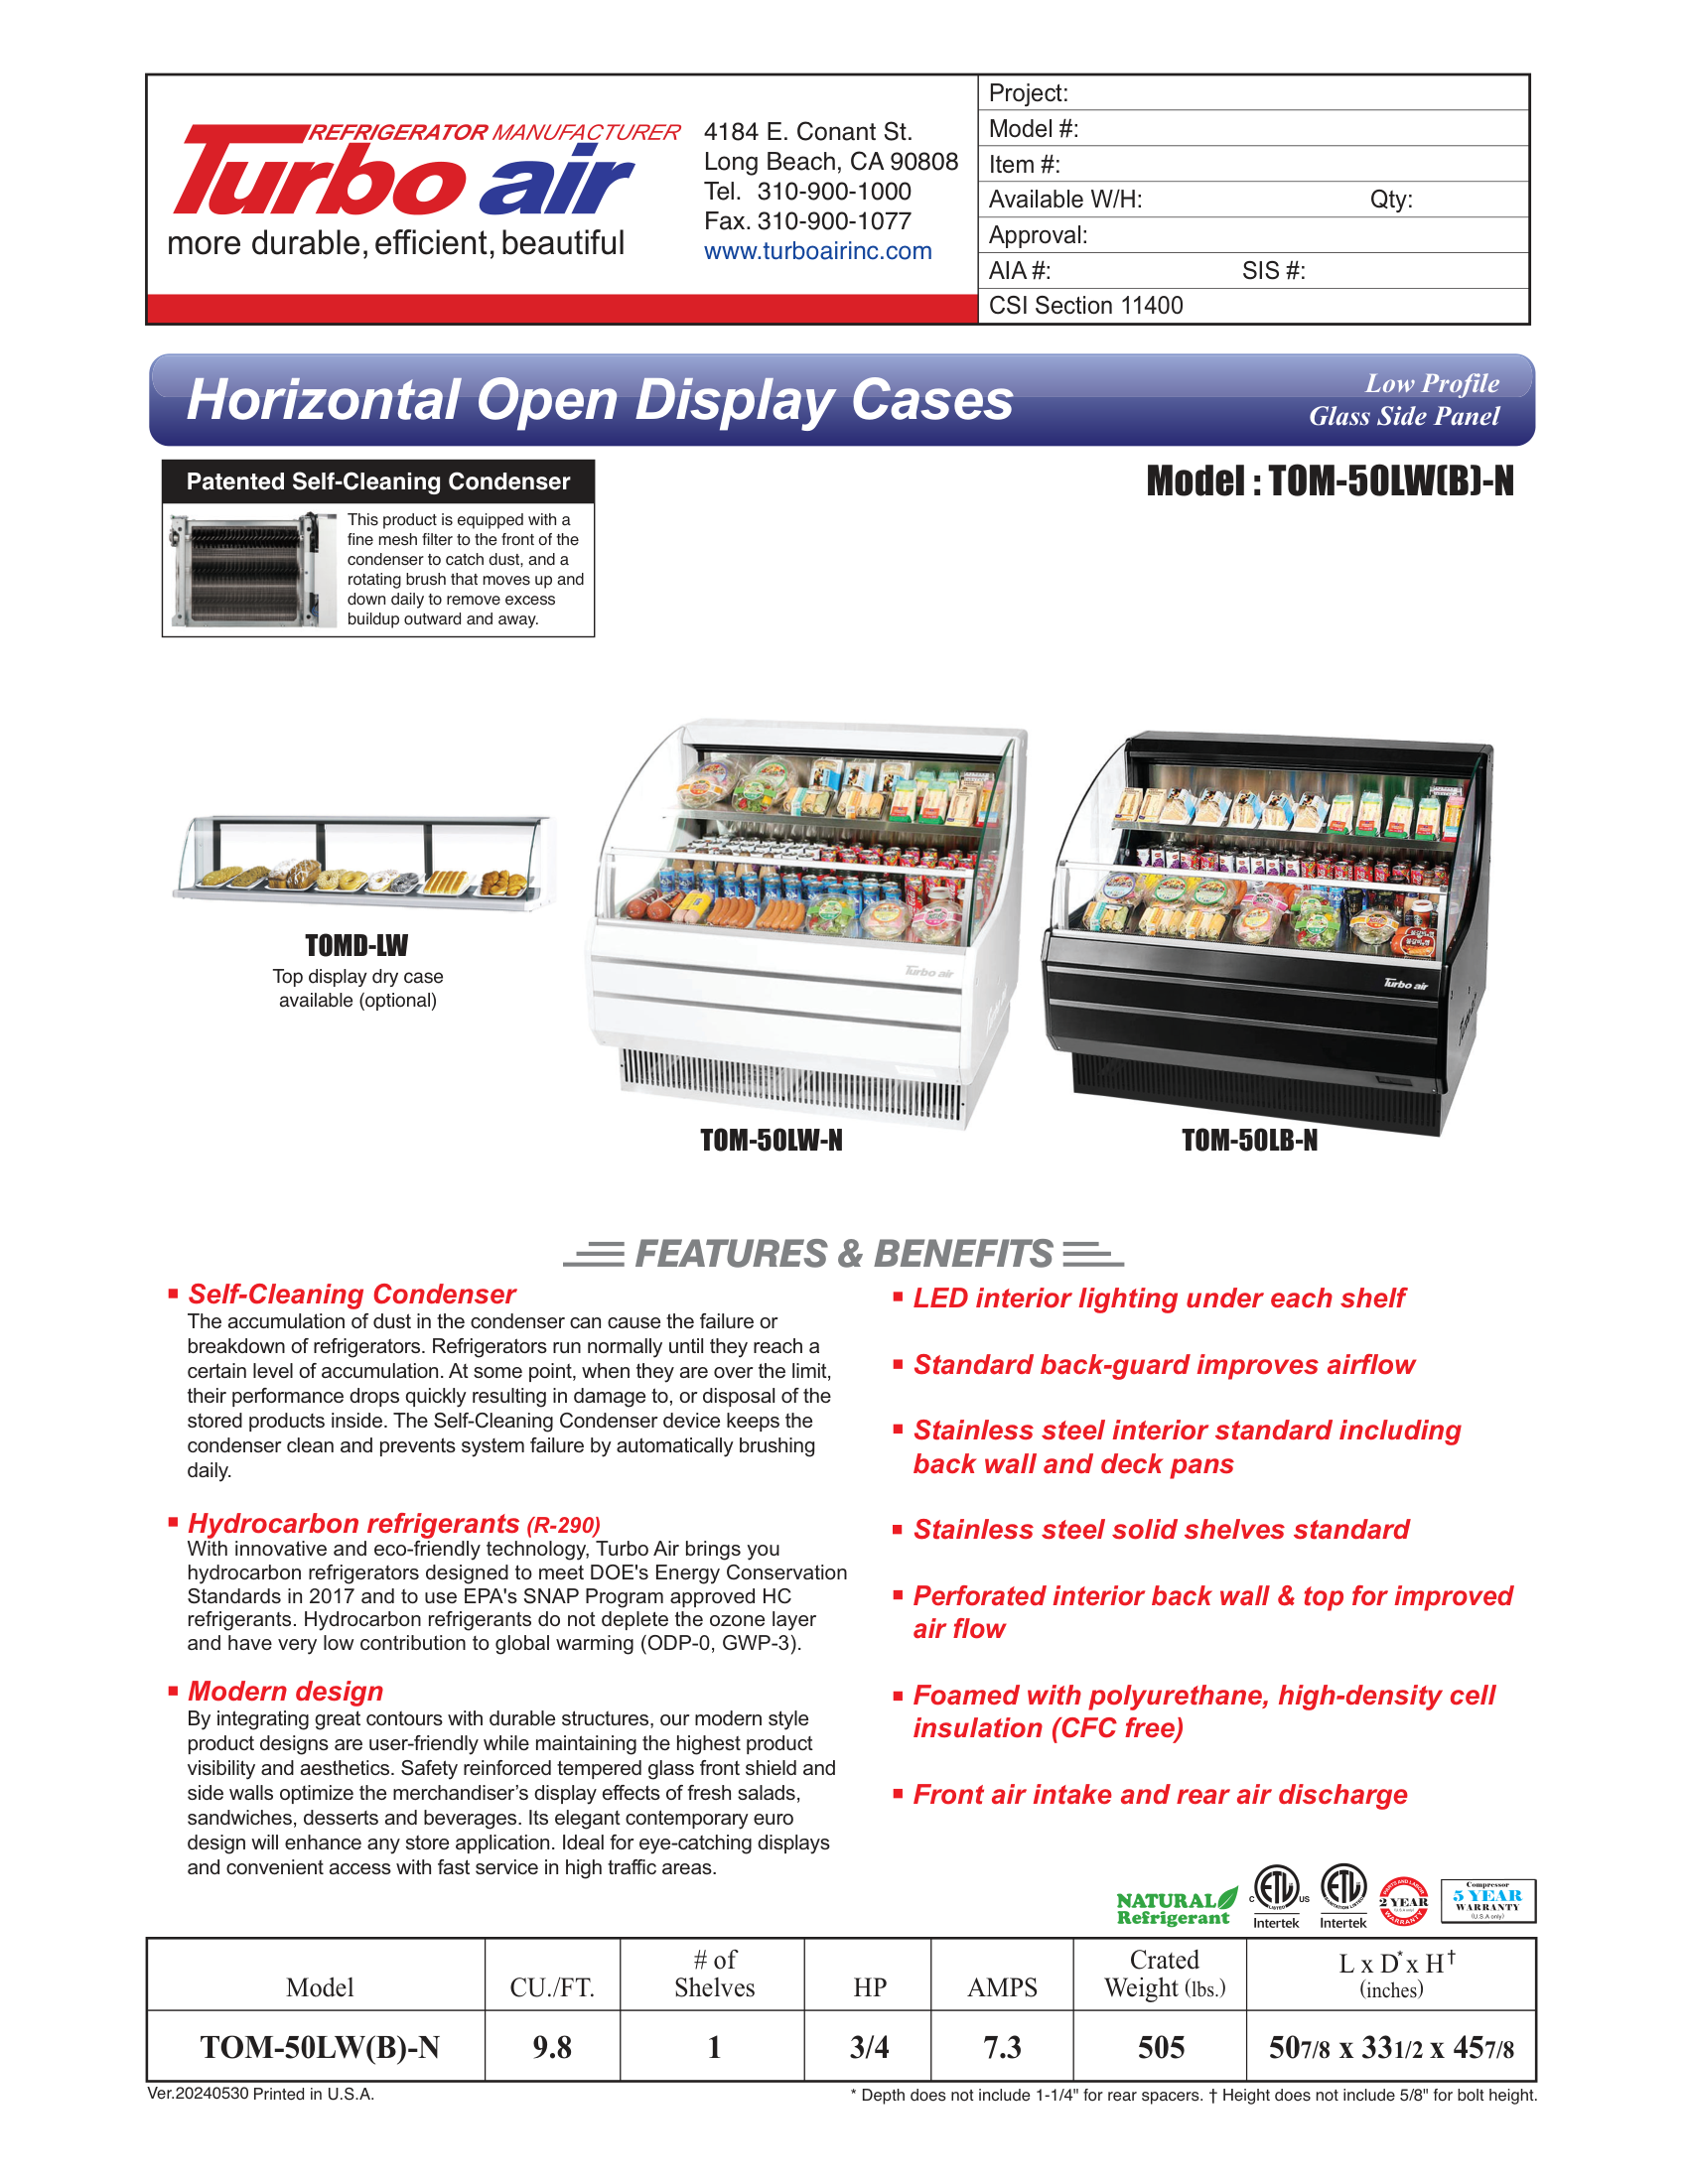 REFRIGERATOR MANUFACTURER
Turbo air
more durable, efficient, beautiful
4184 E. Conant St.
Long Beach, CA 90808
Tel. 310-900-1000
Fax. 310-900-1077
www.turboairinc.com
Project:
Model #:
Item #:
Available W/H: Qty:
Approval:
AIA #: SIS #:
CSI Section 11400
Horizontal Open Display Cases
Low Profile
Glass Side Panel
Patented Self-Cleaning Condenser
This product is equipped with a
fine mesh filter to the front of the
condenser to catch dust, and a
rotating brush that moves up and
down daily to remove excess
buildup outward and away.
Model : TOM-50LW(B)-N
TOMD-LW
Top display dry case
available (optional)
Turbo air
Turbo air
TOM-50LW-N
TOM-50LB-N
FEATURES & BENEFITS
▪ Self-Cleaning Condenser
The accumulation of dust in the condenser can cause the failure or
breakdown of refrigerators. Refrigerators run normally until they reach a
certain level of accumulation. At some point, when they are over the limit,
their performance drops quickly resulting in damage to, or disposal of the
stored products inside. The Self-Cleaning Condenser device keeps the
condenser clean and prevents system failure by automatically brushing
daily.
▪ Hydrocarbon refrigerants (R-290)
With innovative and eco-friendly technology, Turbo Air brings you
hydrocarbon refrigerators designed to meet DOE's Energy Conservation
Standards in 2017 and to use EPA's SNAP Program approved HC
refrigerants. Hydrocarbon refrigerants do not deplete the ozone layer
and have very low contribution to global warming (ODP-0, GWP-3).
▪ Modern design
By integrating great contours with durable structures, our modern style
product designs are user-friendly while maintaining the highest product
visibility and aesthetics. Safety reinforced tempered glass front shield and
side walls optimize the merchandiser’s display effects of fresh salads,
sandwiches, desserts and beverages. Its elegant contemporary euro
design will enhance any store application. Ideal for eye-catching displays
and convenient access with fast service in high traffic areas.
▪ LED interior lighting under each shelf
▪ Standard back-guard improves airflow
▪ Stainless steel interior standard including
back wall and deck pans
▪ Stainless steel solid shelves standard
▪ Perforated interior back wall & top for improved
air flow
▪ Foamed with polyurethane, high-density cell
insulation (CFC free)
▪ Front air intake and rear air discharge
NATURAL
Refrigerant
C ETL US
LISTED
Intertek
ETL
SANITATION LISTED
Intertek
PARTS AND LABOR
2 YEAR
(U.S.A only)
WARRANTY
Compressor
5 YEAR
WARRANTY
(U.S.A only)
Model CU./FT. # of Shelves HP AMPS Crated Weight (lbs.) L x D* x H† (inches)
TOM-50LW(B)-N 9.8 1 3/4 7.3 505 507/8 x 331/2 x 457/8
Ver.20240530 Printed in U.S.A.
* Depth does not include 1-1/4" for rear spacers. † Height does not include 5/8" for bolt height.